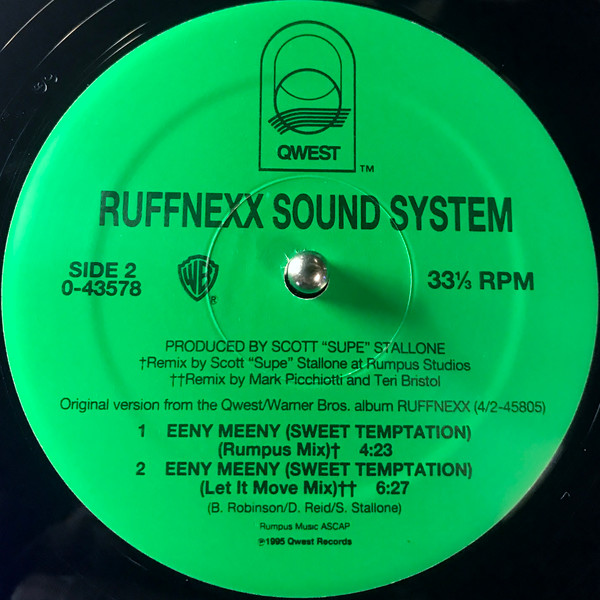 QWEST
TM
RUFFNEXX SOUND SYSTEM
SIDE 2
0-43578
33⅓ RPM
PRODUCED BY SCOTT “SUPE” STALLONE
†Remix by Scott “Supe” Stallone at Rumpus Studios
††Remix by Mark Picchiotti and Teri Bristol
Original version from the Qwest/Warner Bros. album RUFFNEXX (4/2-45805)
1 EENY MEENY (SWEET TEMPTATION)
(Rumpus Mix)† 4:23
2 EENY MEENY (SWEET TEMPTATION)
(Let It Move Mix)†† 6:27
(B. Robinson/D. Reid/S. Stallone)
Rumpus Music ASCAP
℗1995 Qwest Records